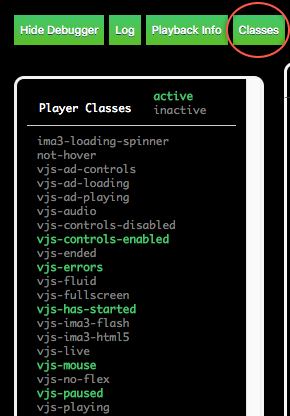 Hide Debugger Log Playback Info Classes
active
Player Classes inactive
ima3-loading-spinner
not-hover
vjs-ad-controls
vjs-ad-loading
vjs-ad-playing
vjs-audio
vjs-controls-disabled
vjs-controls-enabled
vjs-ended
vjs-errors
vjs-fluid
vjs-fullscreen
vjs-has-started
vjs-ima3-flash
vjs-ima3-html5
vjs-live
vjs-mouse
vjs-no-flex
vjs-paused
vjs-playing